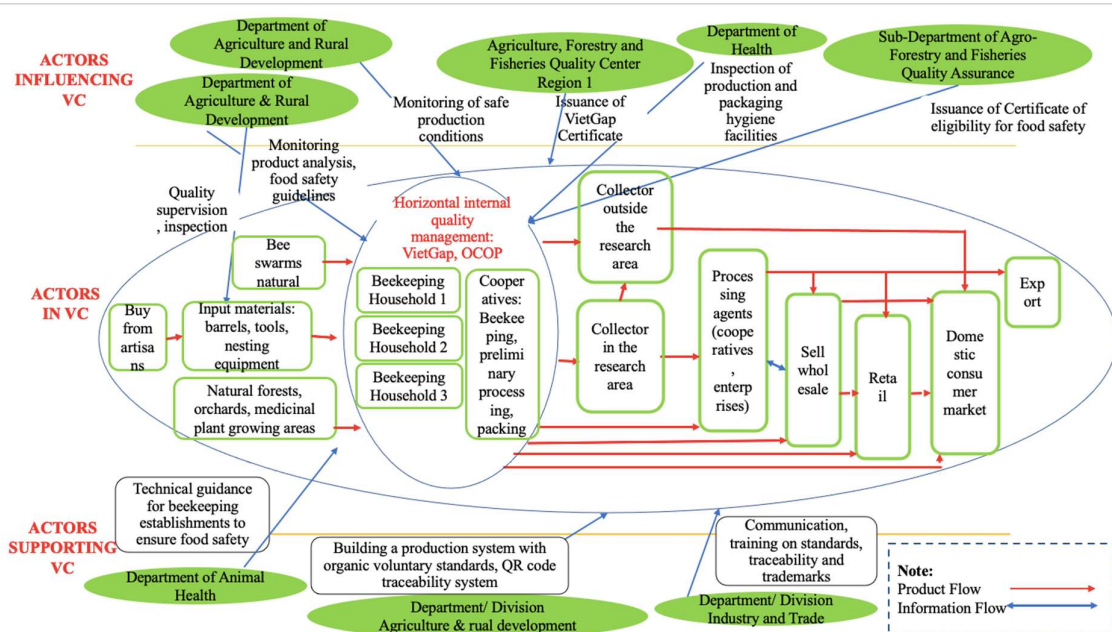 Department of
Agriculture and Rural
Development
Department of
Agriculture & Rural
Development
Agriculture, Forestry and
Fisheries Quality Center
Region 1
Department of
Health
Sub-Department of Agro-
Forestry and Fisheries
Quality Assurance
ACTORS
INFLUENCING
VC
Monitoring of safe
production
conditions
Issuance of
VietGap
Certificate
Inspection of
production and
packaging
hygiene
facilities
Issuance of Certificate of
eligibility for food safety
Monitoring
product analysis,
food safety
guidelines
Quality
supervision
, inspection
Horizontal internal
quality
management:
VietGap, OCOP
ACTORS
IN VC
Bee
swarms
natural
Buy
from
artisa
ns
Input materials:
barrels, tools,
nesting
equipment
Natural forests,
orchards, medicinal
plant growing areas
Beekeeping
Household 1
Beekeeping
Household 2
Beekeeping
Household 3
Cooper
atives:
Beekee
ping,
prelimi
nary
process
ing,
packing
Collector
outside
the
research
area
Collector
in the
research
area
Proces
sing
agents
(coope
ratives
,
enterp
rises)
Sell
whol
esale
Reta
il
Dome
stic
consu
mer
market
Exp
ort
ACTORS
SUPPORTING
VC
Technical guidance
for beekeeping
establishments to
ensure food safety
Department of Animal
Health
Building a production system with
organic voluntary standards, QR code
traceability system
Department/ Division
Agriculture & rual development
Communication,
training on standards,
traceability and
trademarks
Department/ Division
Industry and Trade
Note:
Product Flow
Information Flow